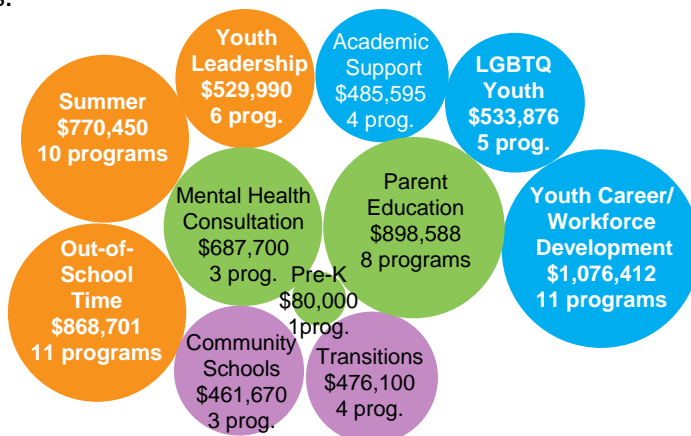 Youth
Leadership
$529,990
6 prog.
Academic
Support
$485,595
4 prog.
LGBTQ
Youth
$533,876
5 prog.
Summer
$770,450
10 programs
Mental Health
Consultation
$687,700
3 prog.
Parent
Education
$898,588
8 programs
Youth Career/
Workforce
Development
$1,076,412
11 programs
Out-of-
School
Time
$868,701
11 programs
Pre-K
$80,000
1prog.
Community
Schools
$461,670
3 prog.
Transitions
$476,100
4 prog.